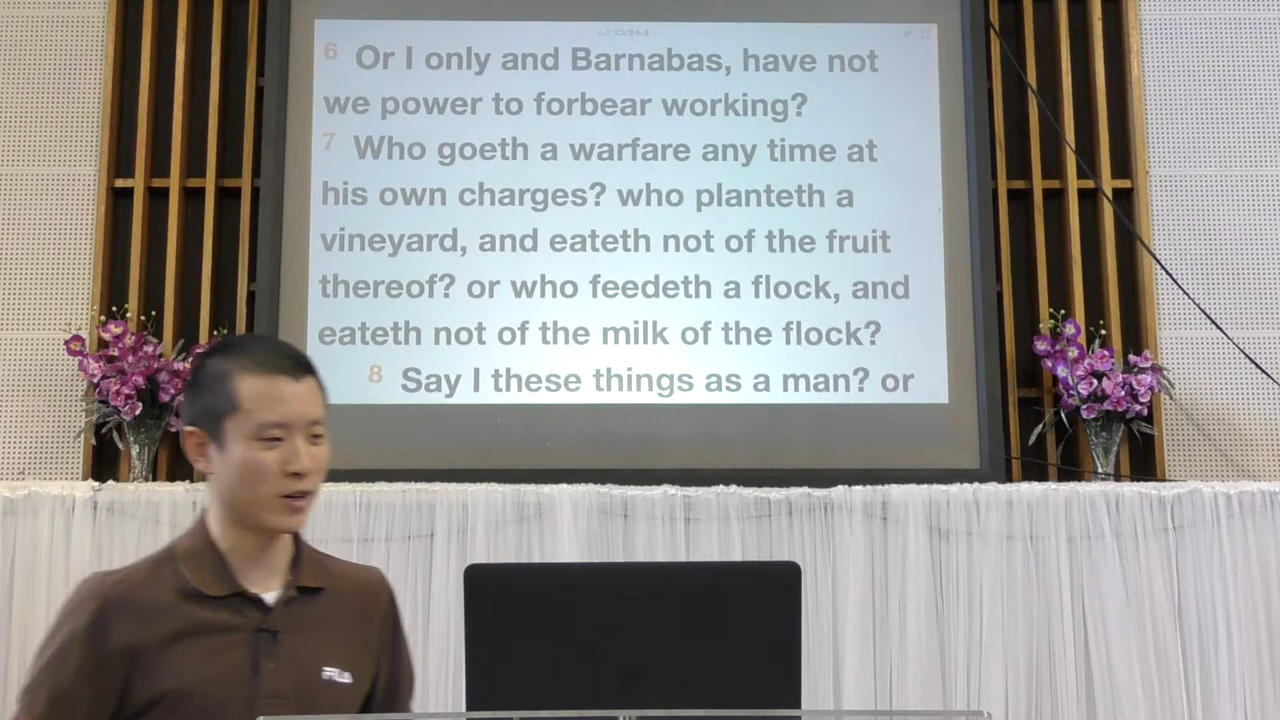 6 Or I only and Barnabas, have not
we power to forbear working?
7 Who goeth a warfare any time at
his own charges? who planteth a
vineyard, and eateth not of the fruit
thereof? or who feedeth a flock, and
eateth not of the milk of the flock?
8 Say I these things as a man? or
FILA